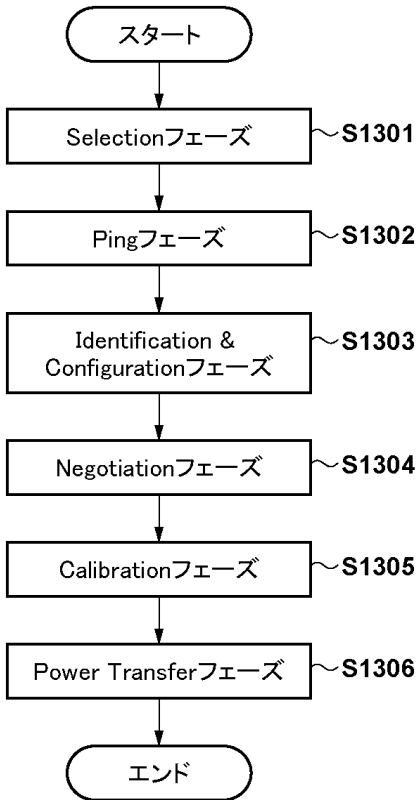 スタート
Selectionフェーズ
S1301
Pingフェーズ
S1302
Identification &
Configurationフェーズ
S1303
Negotiationフェーズ
S1304
Calibrationフェーズ
S1305
Power Transferフェーズ
S1306
エンド